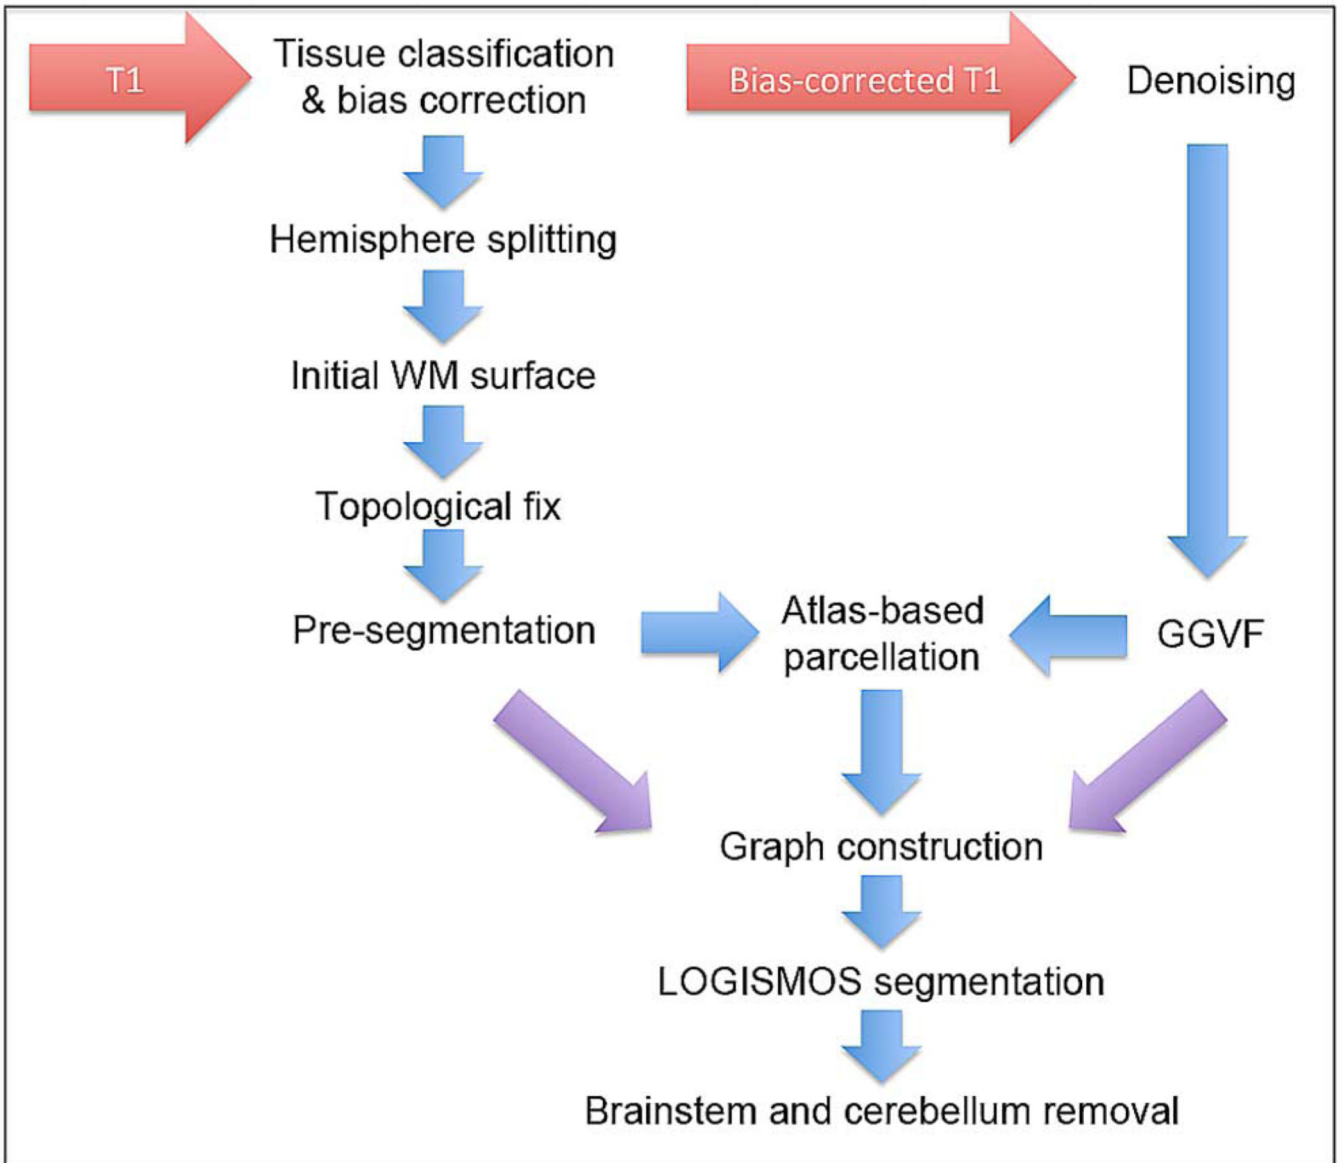 T1
Tissue classification
& bias correction
Bias-corrected T1
Denoising
Hemisphere splitting
Initial WM surface
Topological fix
Pre-segmentation
Atlas-based
parcellation
GGVF
Graph construction
LOGISMOS segmentation
Brainstem and cerebellum removal